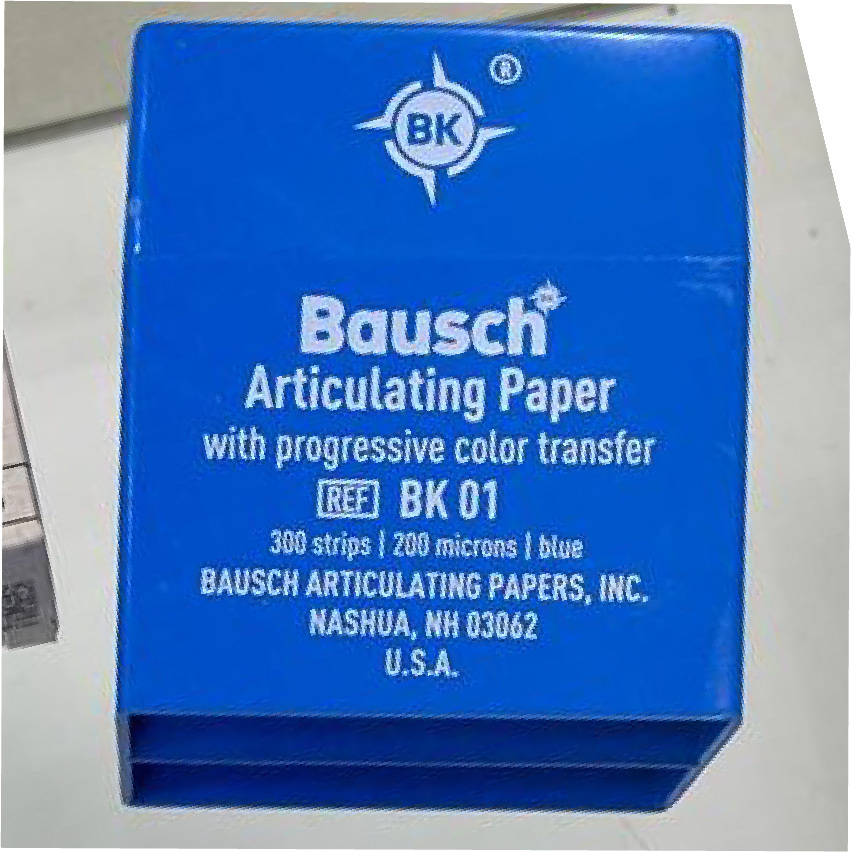 BK ®
Bausch
Articulating Paper
with progressive color transfer
REF BK 01
300 strips | 200 microns | blue
BAUSCH ARTICULATING PAPERS, INC.
NASHUA, NH 03062
U.S.A.